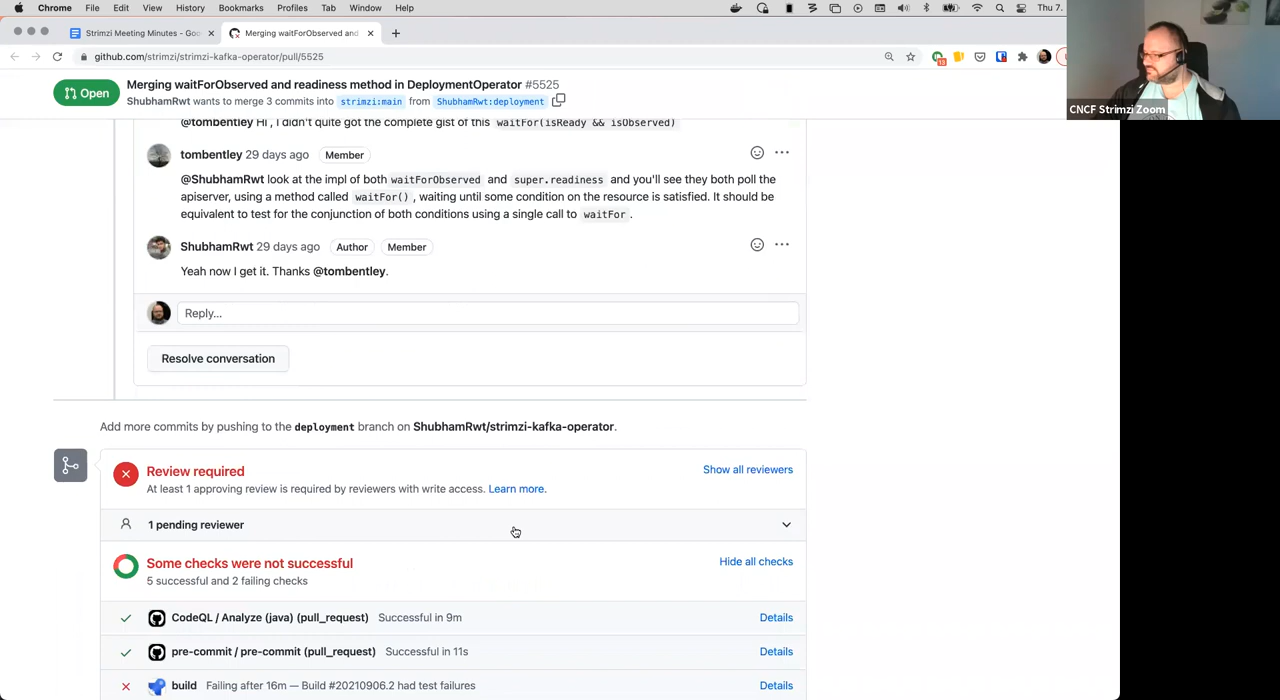 Chrome File Edit View History Bookmarks Profiles Tab Window Help
Thu 7.
Strimzi Meeting Minutes - Goo
Merging waitForObserved and
github.com/strimzi/strimzi-kafka-operator/pull/5525
CNCF Strimzi Zoom
Open
Merging waitForObserved and readiness method in DeploymentOperator #5525
ShubhamRwt wants to merge 3 commits into strimzi:main from ShubhamRwt:deployment
@tombentley Hi , I didn't quite got the complete gist of this waitFor(isReady && isObserved)
tombentley 29 days ago Member
@ShubhamRwt look at the impl of both waitForObserved and super.readiness and you'll see they both poll the
apiserver, using a method called waitFor() , waiting until some condition on the resource is satisfied. It should be
equivalent to test for the conjunction of both conditions using a single call to waitFor .
ShubhamRwt 29 days ago Author Member
Yeah now I get it. Thanks @tombentley.
Reply...
Resolve conversation
Add more commits by pushing to the deployment branch on ShubhamRwt/strimzi-kafka-operator.
Review required
Show all reviewers
At least 1 approving review is required by reviewers with write access. Learn more.
1 pending reviewer
Some checks were not successful
Hide all checks
5 successful and 2 failing checks
CodeQL / Analyze (java) (pull_request) Successful in 9m Details
pre-commit / pre-commit (pull_request) Successful in 11s Details
build Failing after 16m — Build #20210906.2 had test failures Details